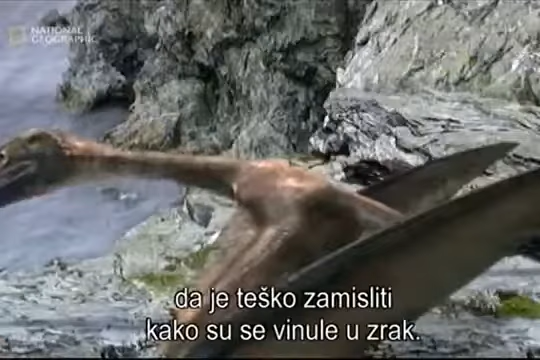 NATIONAL
GEOGRAPHIC
da je teško zamisliti
kako su se vinule u zrak.